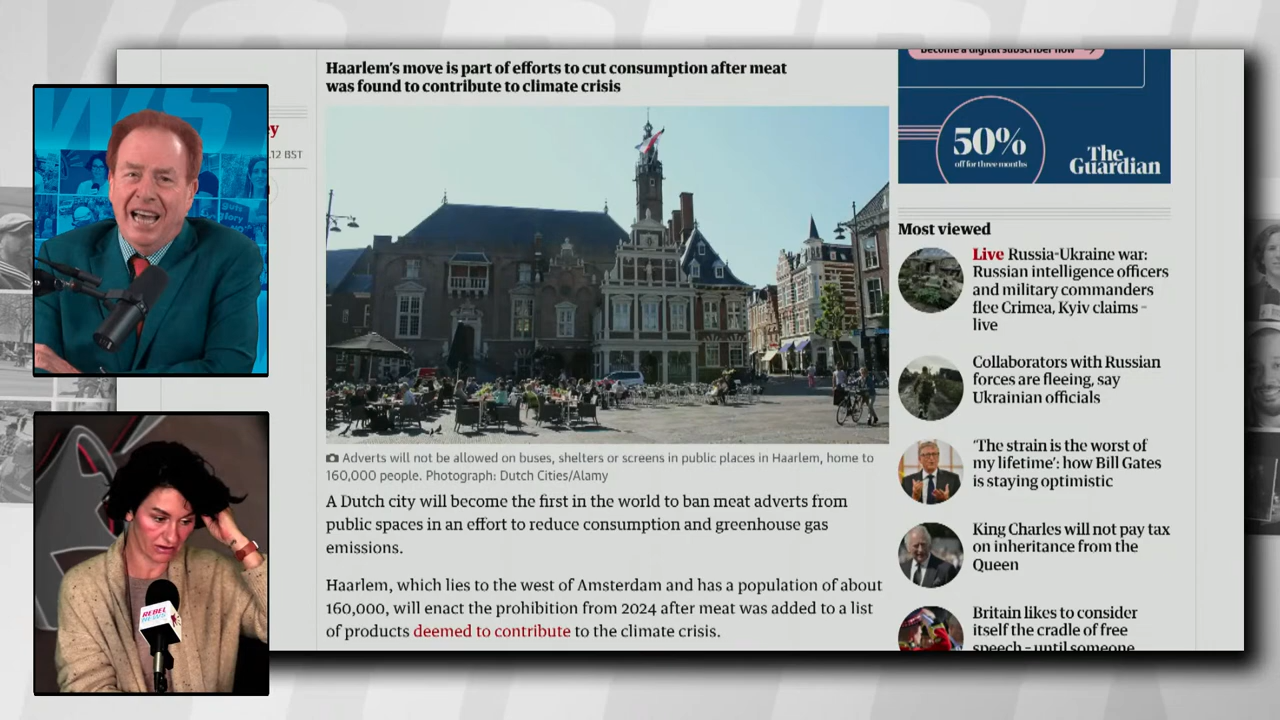 WS
Haarlem's move is part of efforts to cut consumption after meat
was found to contribute to climate crisis
ey
.12 BST
Adverts will not be allowed on buses, shelters or screens in public places in Haarlem, home to
160,000 people. Photograph: Dutch Cities/Alamy
A Dutch city will become the first in the world to ban meat adverts from
public spaces in an effort to reduce consumption and greenhouse gas
emissions.
Haarlem, which lies to the west of Amsterdam and has a population of about
160,000, will enact the prohibition from 2024 after meat was added to a list
of products deemed to contribute to the climate crisis.
REBEL
NEWS
become a digital subscriber now
50%
off for three months
The
Guardian
Most viewed
Live Russia-Ukraine war:
Russian intelligence officers
and military commanders
flee Crimea, Kyiv claims -
live
Collaborators with Russian
forces are fleeing, say
Ukrainian officials
'The strain is the worst of
my lifetime': how Bill Gates
is staying optimistic
King Charles will not pay tax
on inheritance from the
Queen
Britain likes to consider
itself the cradle of free
speech – until someone